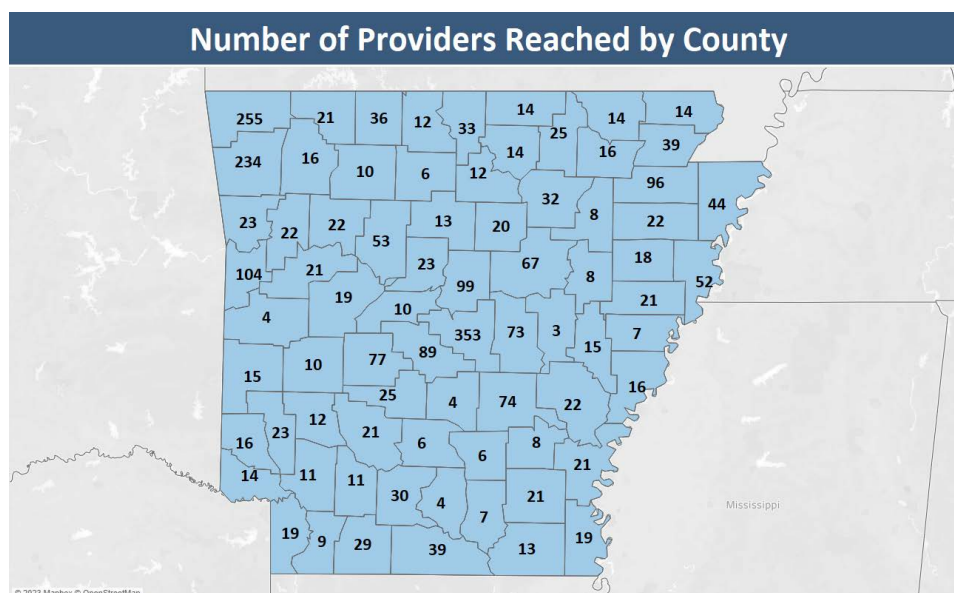 Number of Providers Reached by County
255 21 36 12 33 14 25 14 14
234 16 10 6 12 14 16 39
96 44
23 22 22 53 13 20 32 8 22
104 21 23 99 67 8 18 52
4 19 10 353 73 3 15 21 7
15 10 77 89 16
25 4 74 22
16 23 12 21 6 6 8 21
14 11 11 30 4 7 21
19 9 29 39 13 19
Mississippi
© 2023 Mapbox © OpenStreetMap